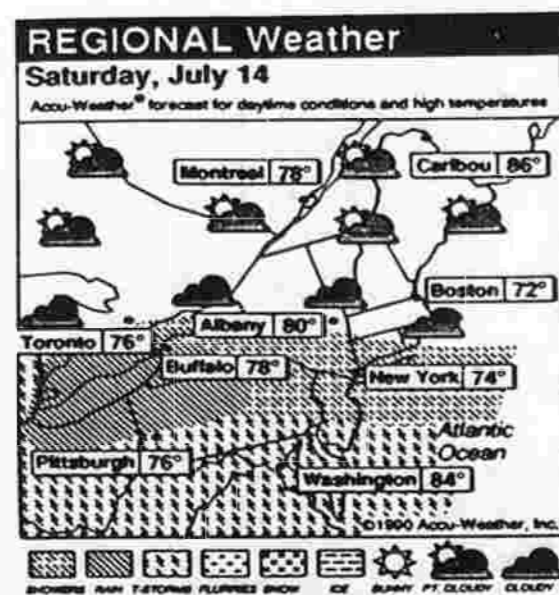 REGIONAL Weather
Saturday, July 14
Accu-Weather® forecast for daytime conditions and high temperatures
Montreal 78°
Caribou 86°
Boston 72°
Albany 80°
Toronto 76°
Buffalo 78°
New York 74°
Atlantic
Ocean
Pittsburgh 76°
Washington 84°
©1990 Accu-Weather, Inc.
SHOWERS RAIN T-STORMS FLURRIES SNOW ICE SUNNY PT. CLOUDY CLOUDY